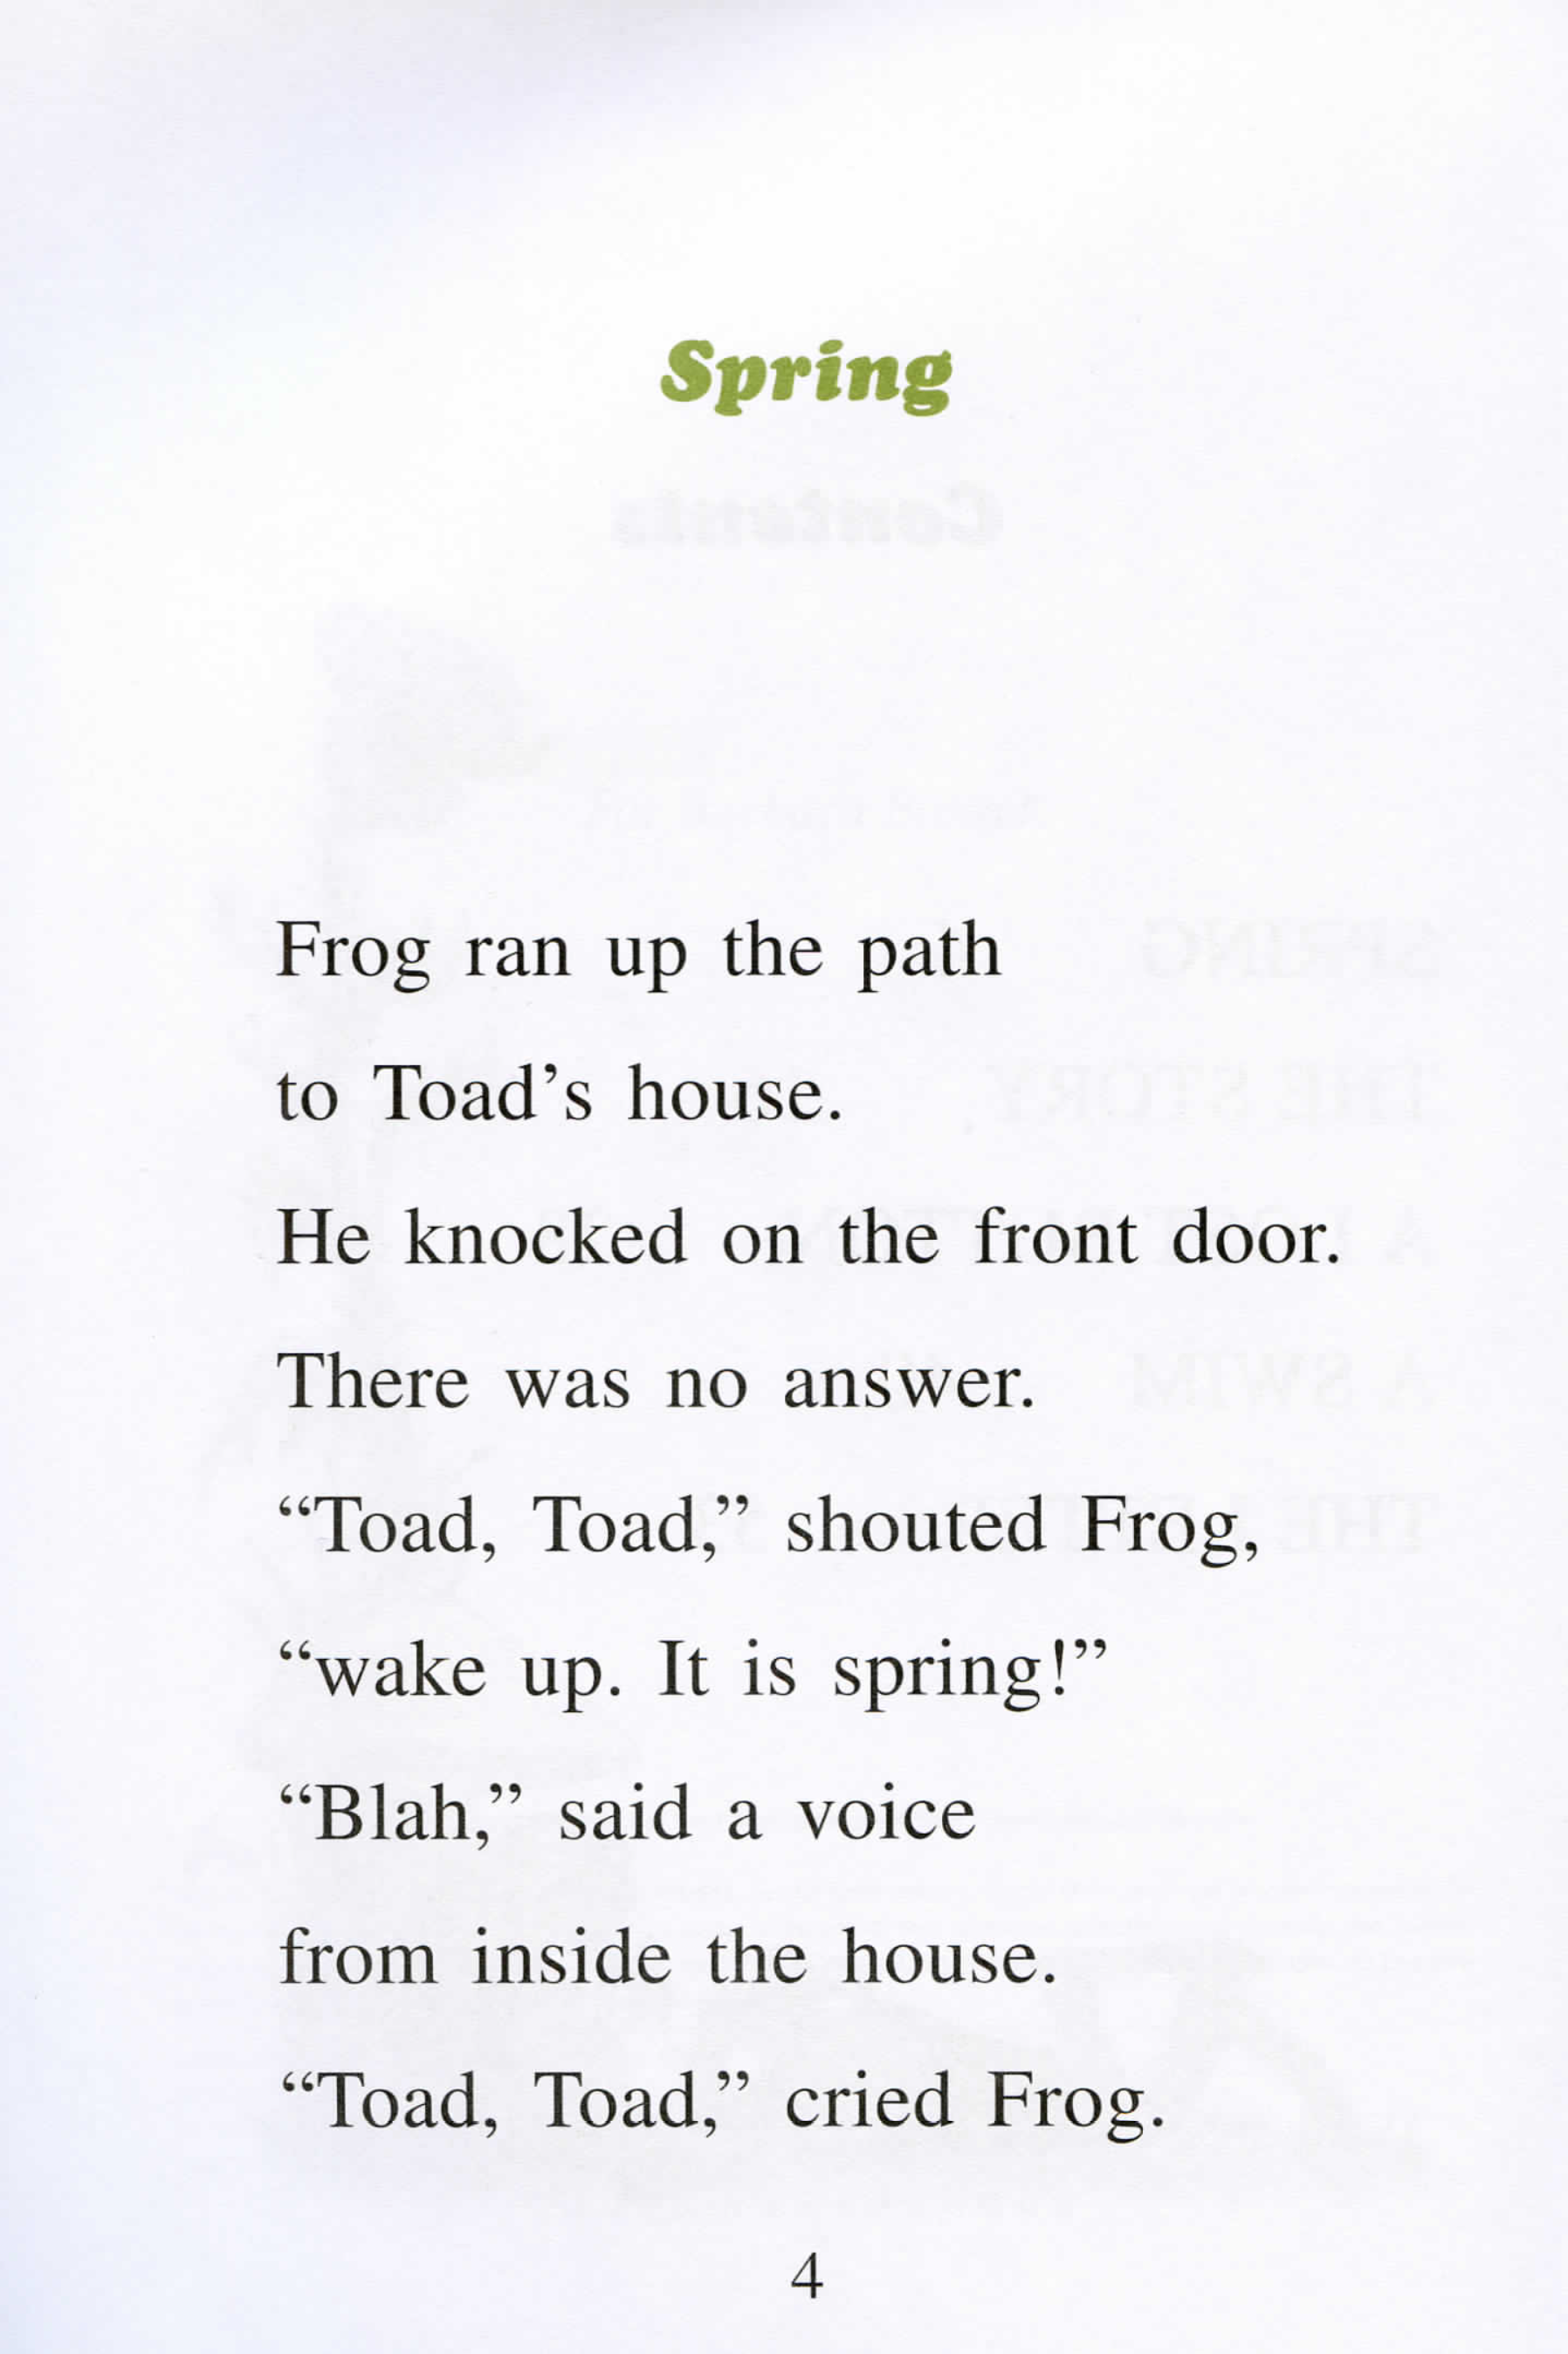 Spring
Frog ran up the path
to Toad’s house.
He knocked on the front door.
There was no answer.
“Toad, Toad,” shouted Frog,
“wake up. It is spring!”
“Blah,” said a voice
from inside the house.
“Toad, Toad,” cried Frog.
4